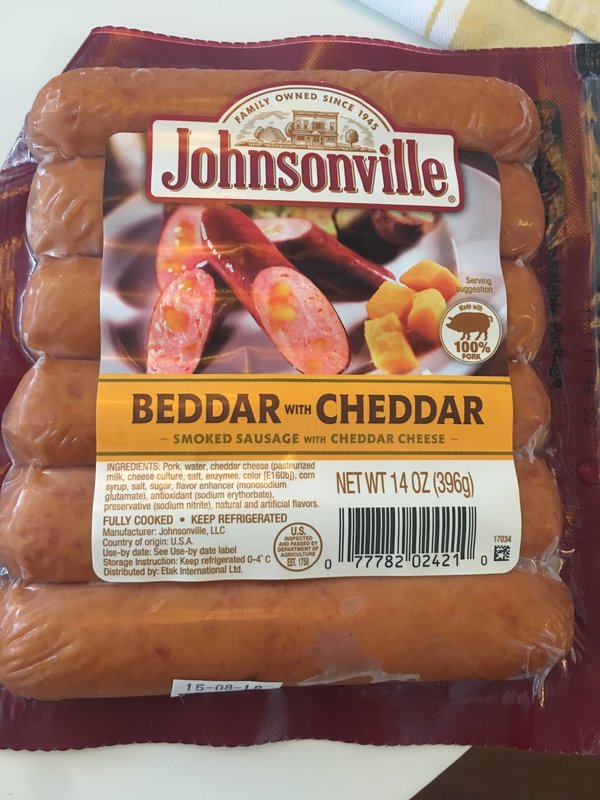 FAMILY OWNED SINCE 1945
Johnsonville®
Serving suggestion
Made with
100%
PORK
BEDDAR WITH CHEDDAR
- SMOKED SAUSAGE WITH CHEDDAR CHEESE -
INGREDIENTS: Pork, water, cheddar cheese (pasteurized
milk, cheese culture, salt, enzymes, color [E160b]), corn
syrup, salt, sugar, flavor enhancer (monosodium
glutamate), antioxidant (sodium erythorbate),
preservative (sodium nitrite), natural and artificial flavors.
FULLY COOKED • KEEP REFRIGERATED
Manufacturer: Johnsonville, LLC
Country of origin: U.S.A.
Use-by date: See Use-by date label
Storage Instruction: Keep refrigerated 0-4° C
Distributed by: Etak International Ltd.
U.S.
INSPECTED
AND PASSED BY
DEPARTMENT OF
AGRICULTURE
EST. 1758
NET WT 14 OZ (396g)
17034
0 77782 02421 0
15-08-18